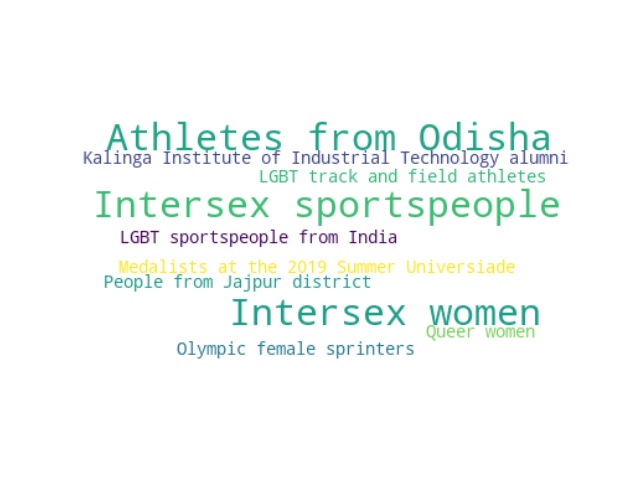 Athletes from Odisha
Kalinga Institute of Industrial Technology alumni
LGBT track and field athletes
Intersex sportspeople
LGBT sportspeople from India
Medalists at the 2019 Summer Universiade
People from Jajpur district
Intersex women
Queer women
Olympic female sprinters